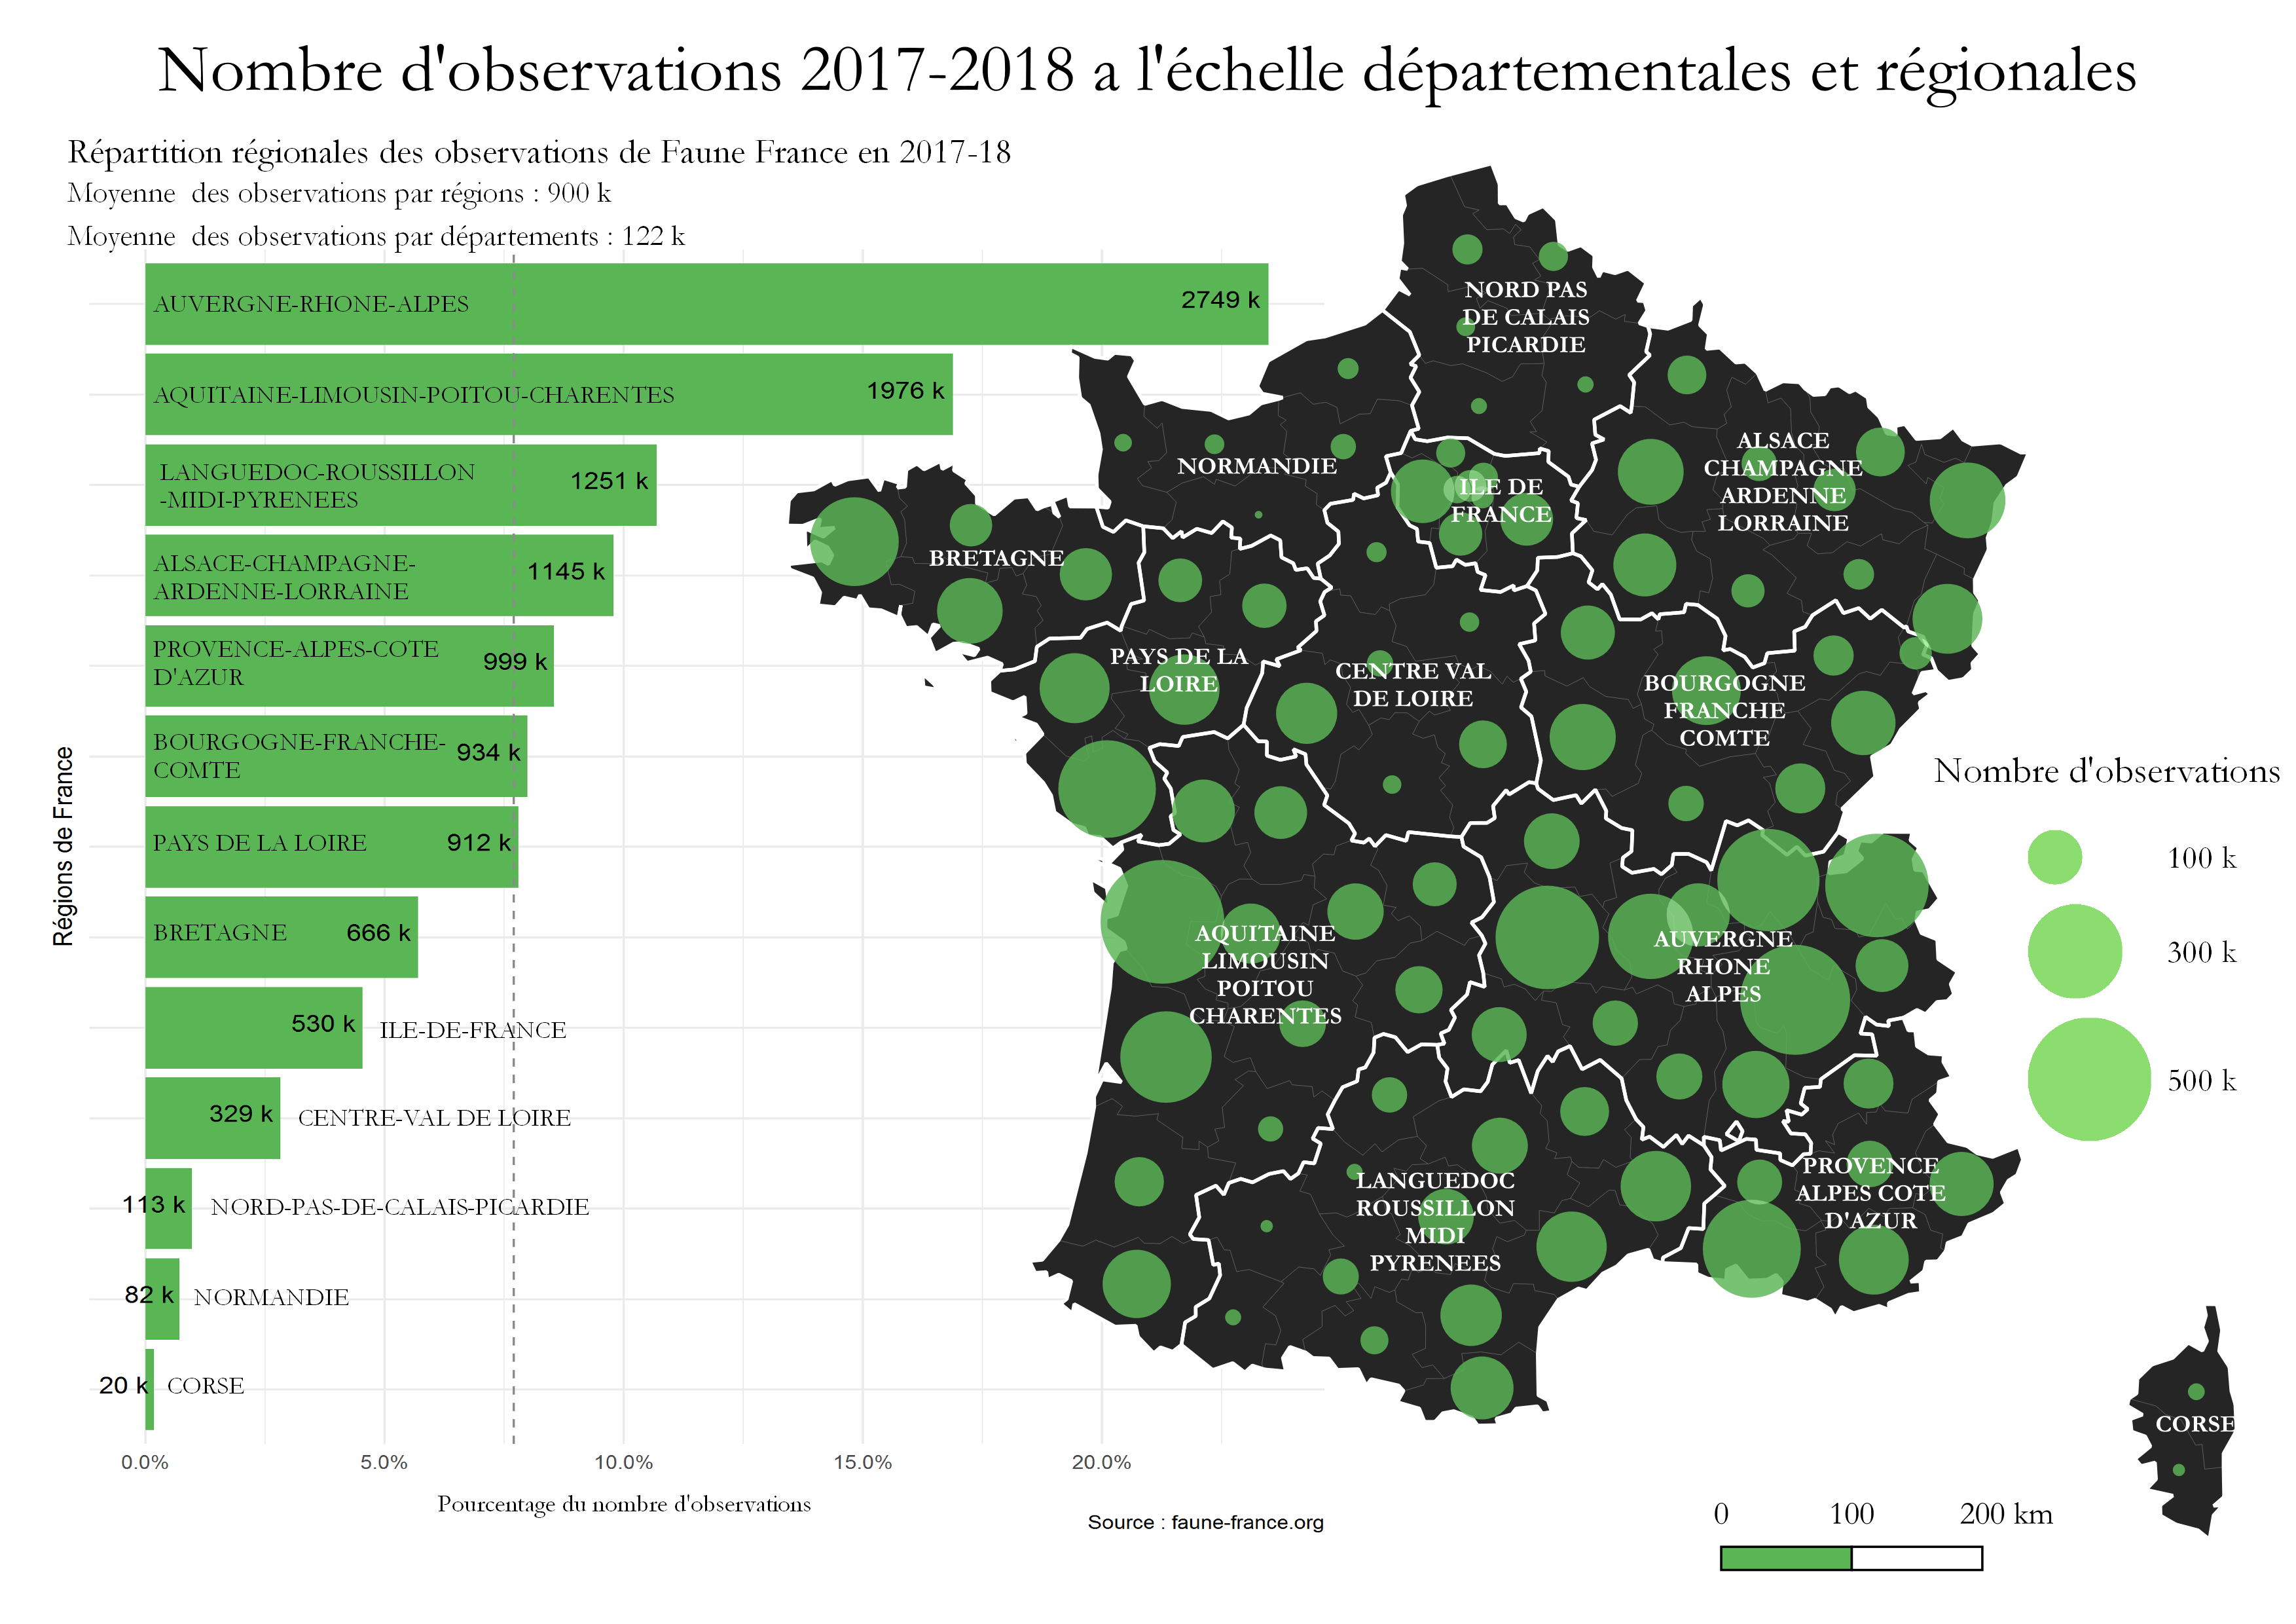 Nombre d'observations 2017-2018 a l'échelle départementales et régionales
Répartition régionales des observations de Faune France en 2017-18
Moyenne  des observations par régions : 900 k
Moyenne  des observations par départements : 122 k
Régions de France
AUVERGNE-RHONE-ALPES
2749 k
AQUITAINE-LIMOUSIN-POITOU-CHARENTES
1976 k
LANGUEDOC-ROUSSILLON
-MIDI-PYRENEES
1251 k
ALSACE-CHAMPAGNE-
ARDENNE-LORRAINE
1145 k
PROVENCE-ALPES-COTE
D'AZUR
999 k
BOURGOGNE-FRANCHE-
COMTE
934 k
PAYS DE LA LOIRE
912 k
BRETAGNE
666 k
530 k
ILE-DE-FRANCE
329 k
CENTRE-VAL DE LOIRE
113 k
NORD-PAS-DE-CALAIS-PICARDIE
82 k
NORMANDIE
20 k
CORSE
0.0%
5.0%
10.0%
15.0%
20.0%
Pourcentage du nombre d'observations
Source : faune-france.org
NORD PAS
DE CALAIS
PICARDIE
NORMANDIE
ILE DE
FRANCE
ALSACE
CHAMPAGNE
ARDENNE
LORRAINE
BRETAGNE
PAYS DE LA
LOIRE
CENTRE VAL
DE LOIRE
BOURGOGNE
FRANCHE
COMTE
AQUITAINE
LIMOUSIN
POITOU
CHARENTES
AUVERGNE
RHONE
ALPES
LANGUEDOC
ROUSSILLON
MIDI
PYRENEES
PROVENCE
ALPES COTE
D'AZUR
CORSE
Nombre d'observations
100 k
300 k
500 k
0
100
200 km